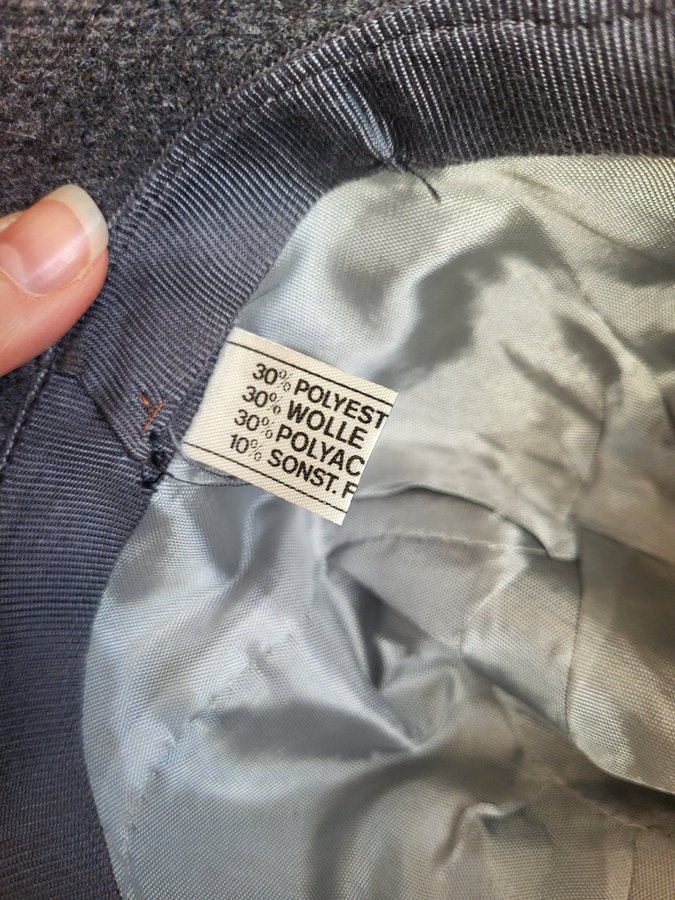 30% POLYEST
30% WOLLE
30% POLYAC
10% SONST. F